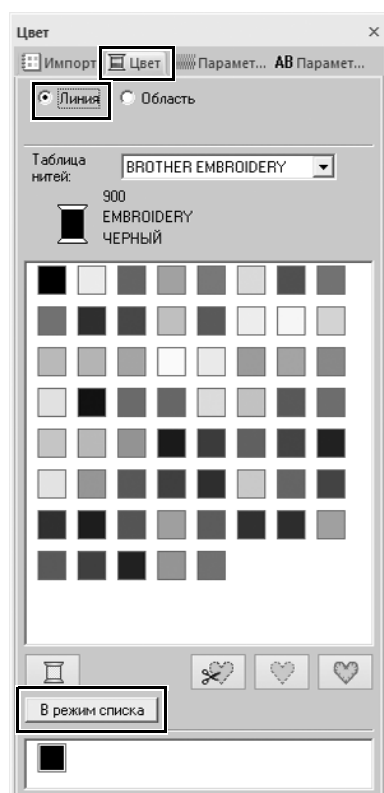 Цвет
Импорт Цвет Парамет... AB Парамет...
Линия Область
Таблица нитей: BROTHER EMBROIDERY
900
EMBROIDERY
ЧЕРНЫЙ
В режим списка